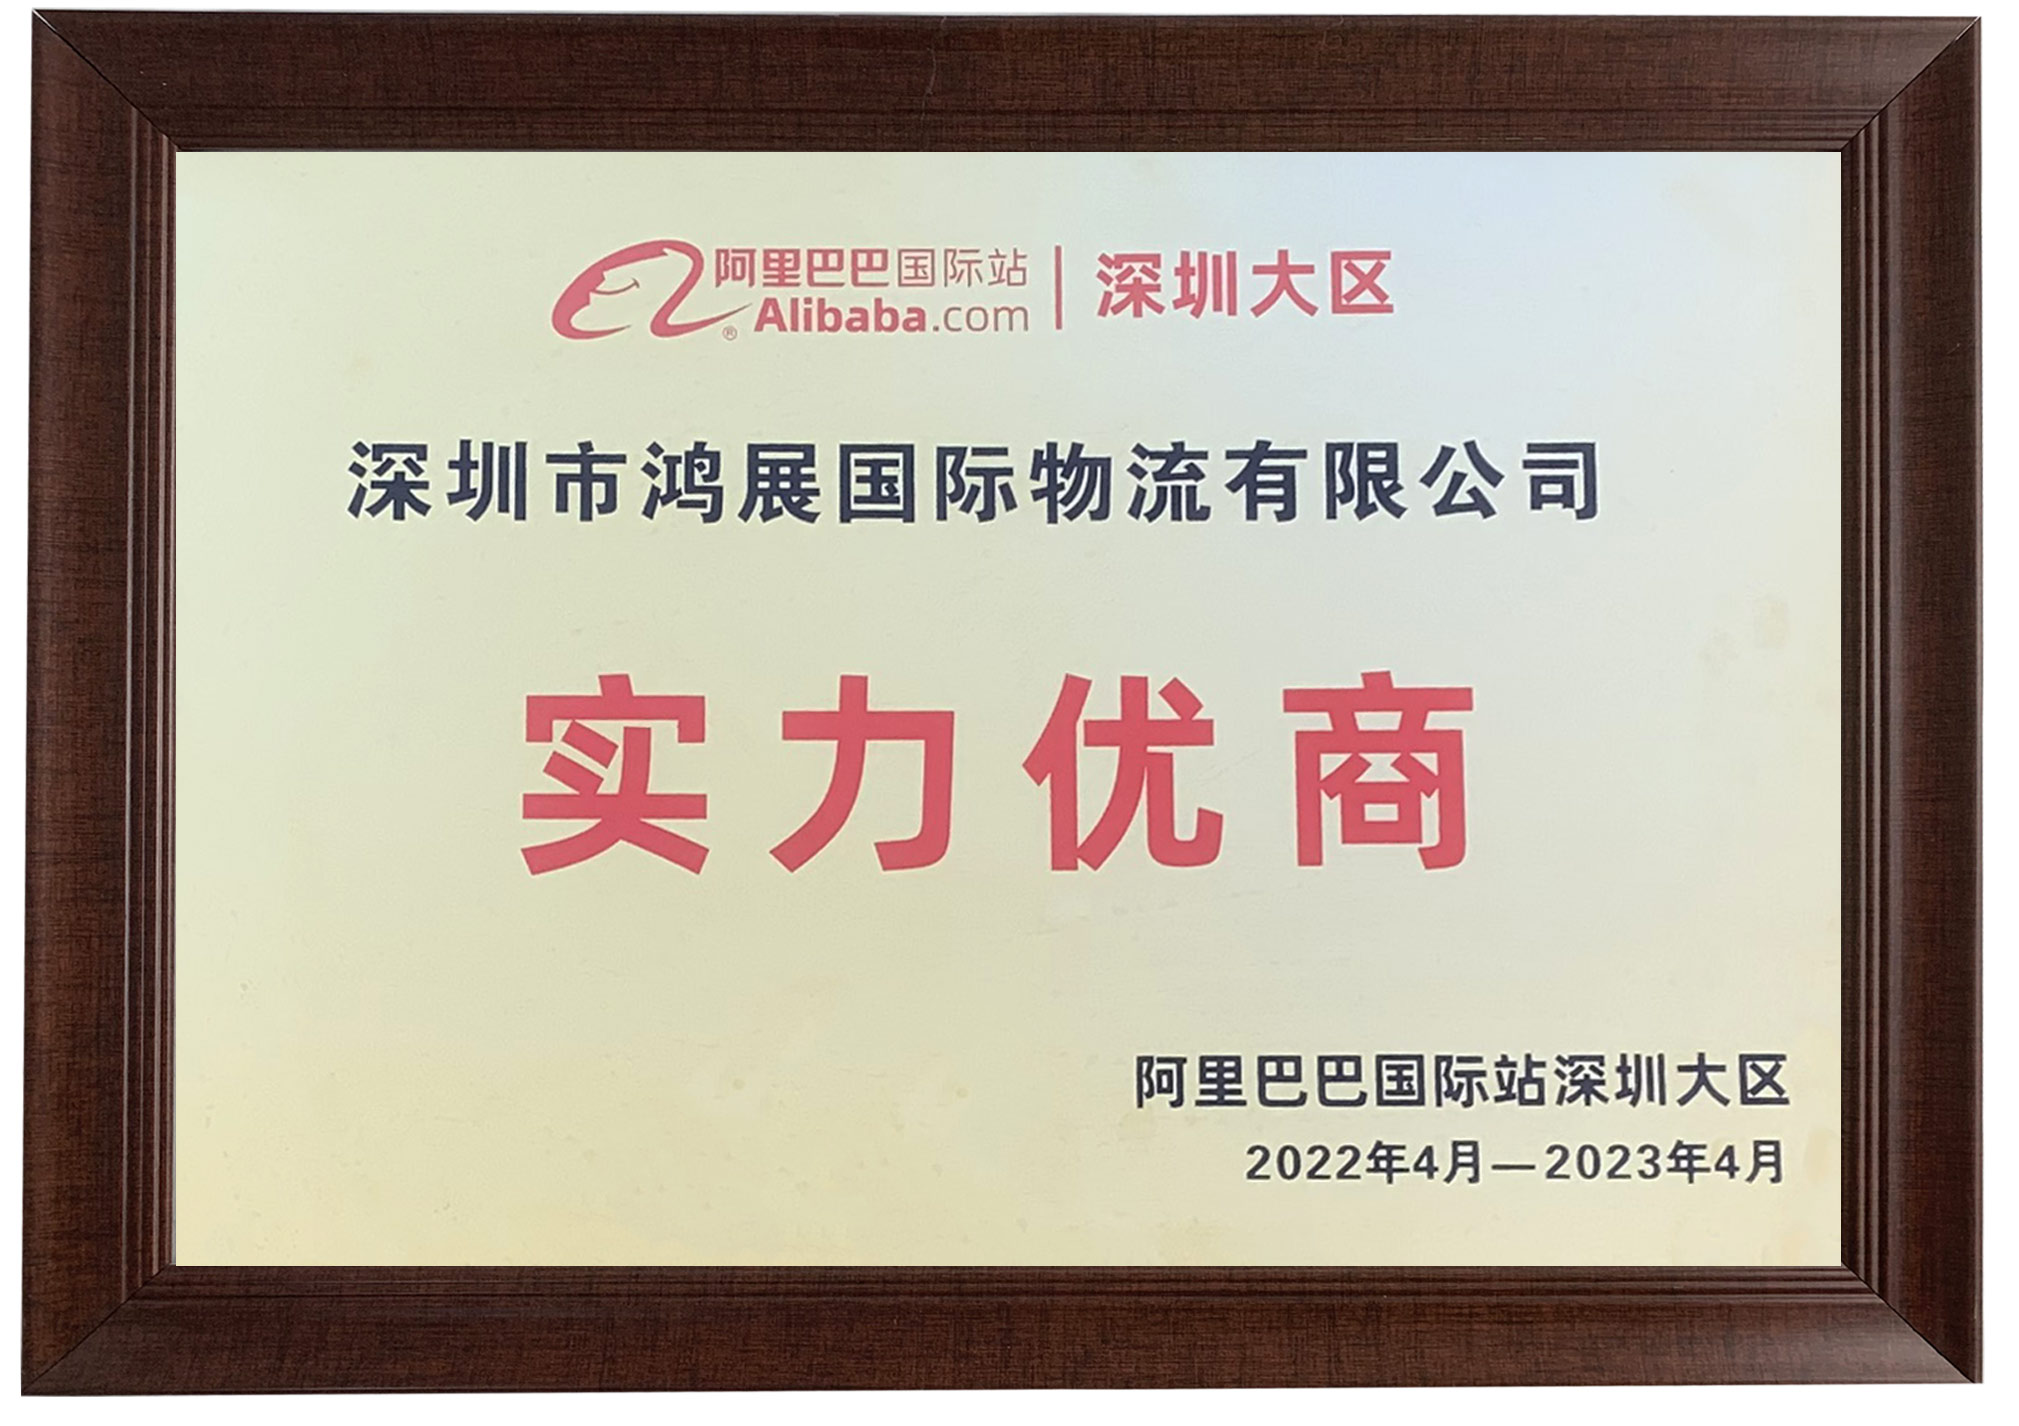 阿里巴巴国际站 | 深圳大区
Alibaba.com
®
深圳市鸿展国际物流有限公司
实力优商
阿里巴巴国际站深圳大区
2022年4月—2023年4月